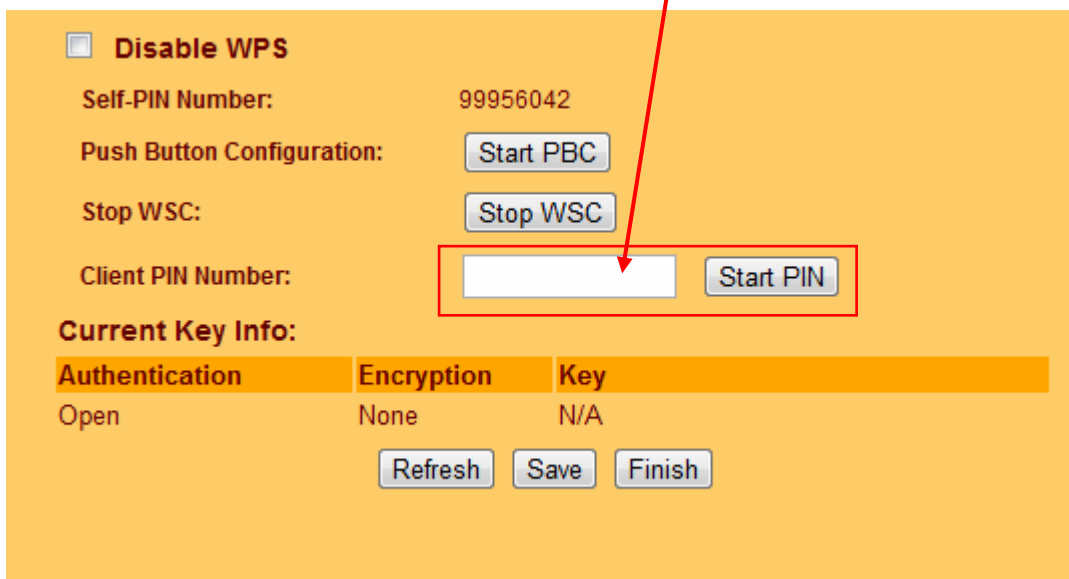 Disable WPS
Self-PIN Number: 99956042
Push Button Configuration: Start PBC
Stop WSC: Stop WSC
Client PIN Number: Start PIN
Current Key Info:
Authentication Encryption Key
Open None N/A
Refresh Save Finish